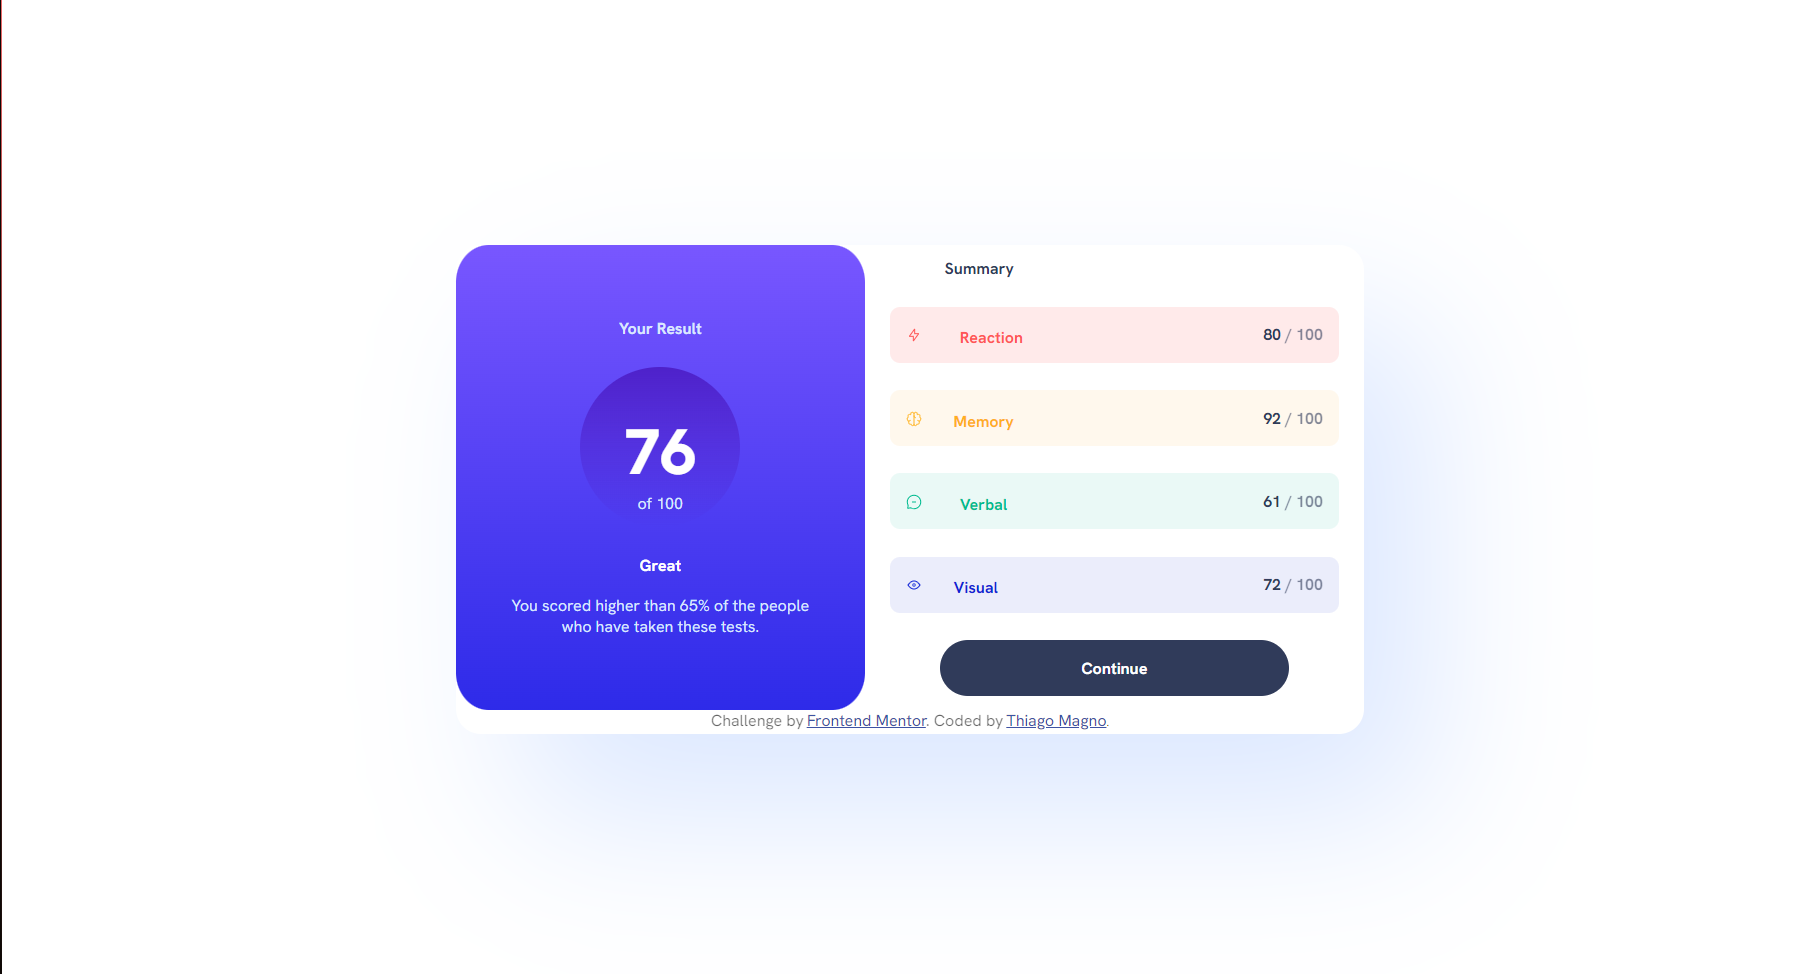 Your Result
76
of 100
Great
You scored higher than 65% of the people
who have taken these tests.
Summary
Reaction 80 / 100
Memory 92 / 100
Verbal 61 / 100
Visual 72 / 100
Continue
Challenge by Frontend Mentor. Coded by Thiago Magno.